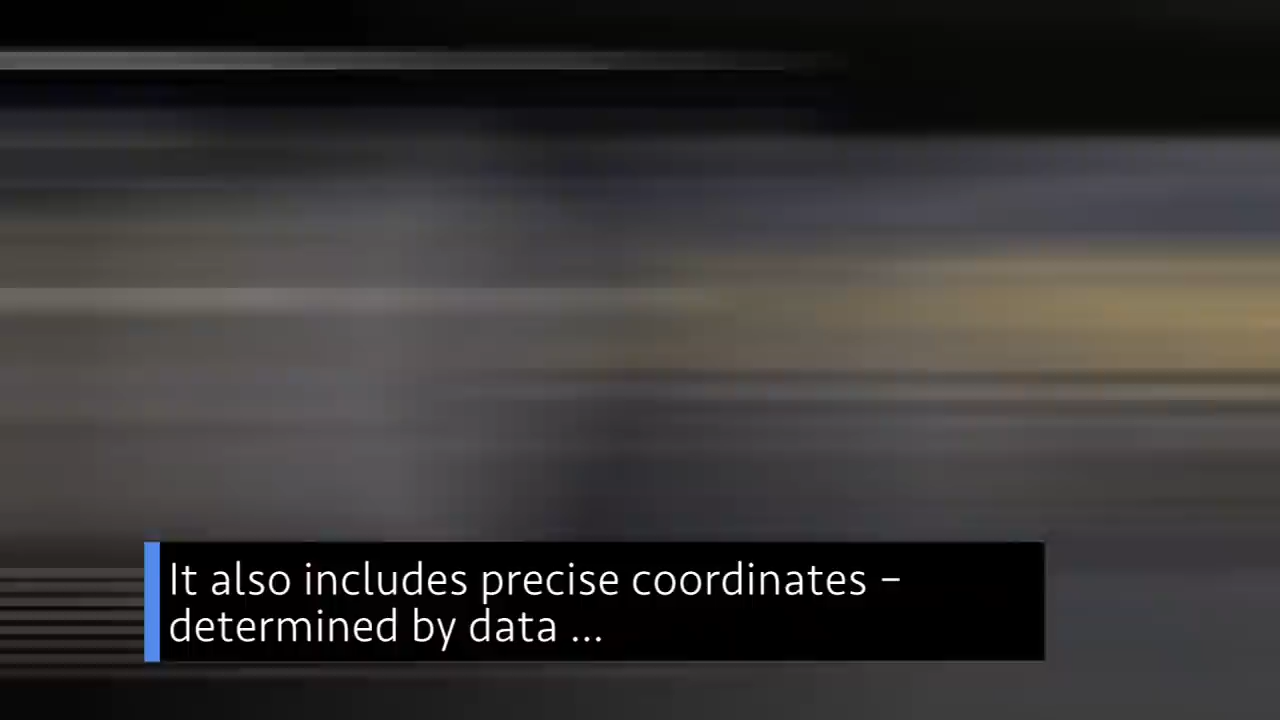 It also includes precise coordinates –
determined by data ...